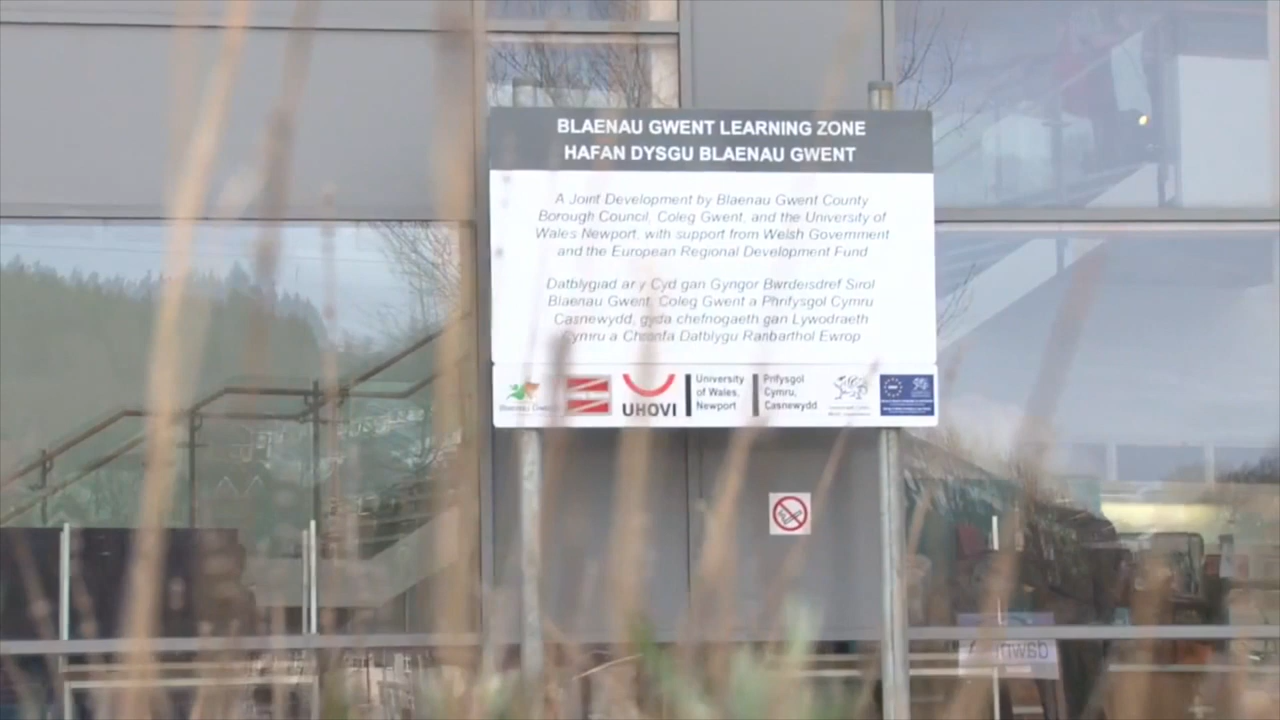 BLAENAU GWENT LEARNING ZONE
HAFAN DYSGU BLAENAU GWENT
A Joint Development by Blaenau Gwent County
Borough Council, Coleg Gwent, and the University of
Wales Newport, with support from Welsh Government
and the European Regional Development Fund
Datblygiad ar y Cyd gan Gyngor Bwrdeisdref Sirol
Blaenau Gwent, Coleg Gwent a Phrifysgol Cymru
Casnewydd, gyda chefnogaeth gan Lywodraeth
Cymru a Chronfa Datblygu Ranbarthol Ewrop
Blaenau Gwent
UHOVI
University
of Wales,
Newport
Prifysgol
Cymru,
Casnewydd